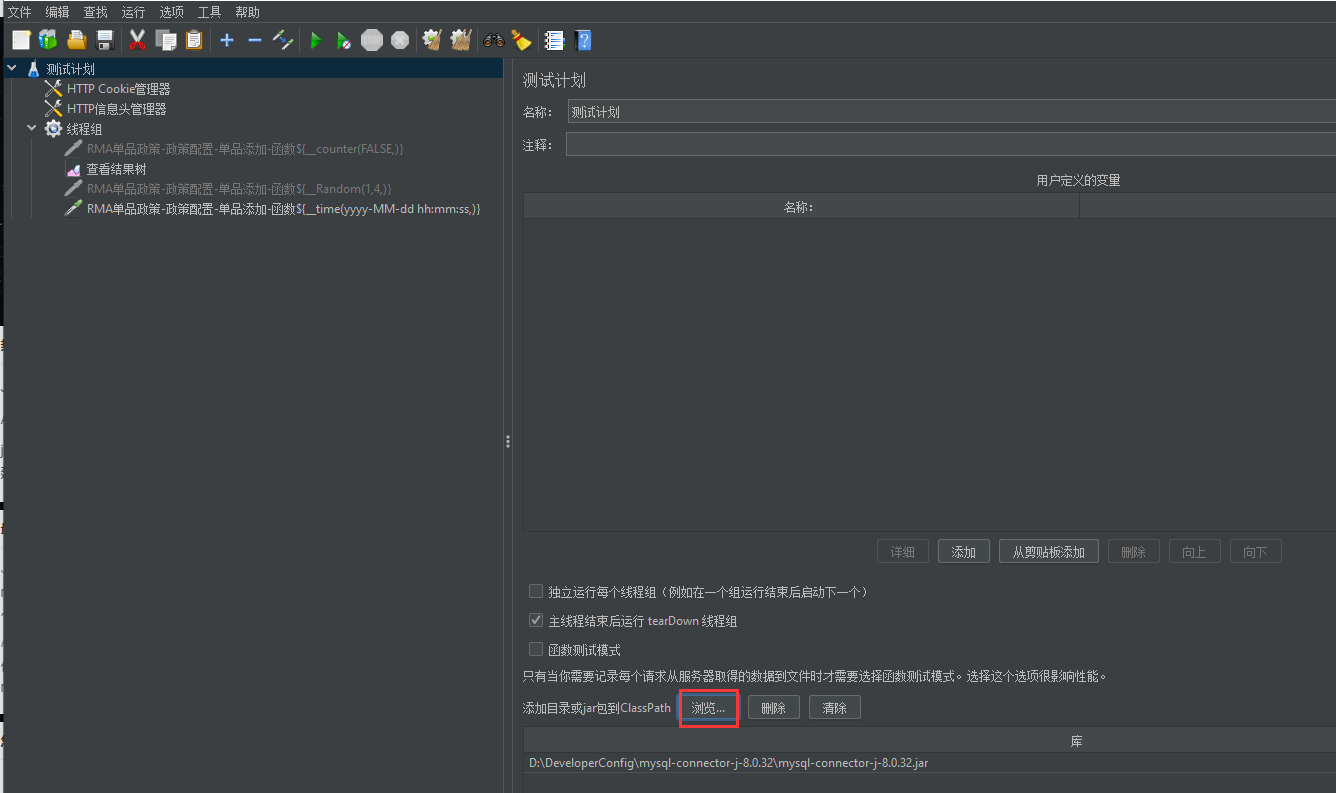 文件 编辑 查找 运行 选项 工具 帮助
测试计划
HTTP Cookie管理器
HTTP信息头管理器
线程组
RMA单品政策-政策配置-单品添加-函数${__counter(FALSE,)}
查看结果树
RMA单品政策-政策配置-单品添加-函数${__Random(1,4,)}
RMA单品政策-政策配置-单品添加-函数${__time(yyyy-MM-dd hh:mm:ss,)}
测试计划
名称： 测试计划
注释：
用户定义的变量
名称：
详细 添加 从剪贴板添加 删除 向上 向下
独立运行每个线程组（例如在一个组运行结束后启动下一个）
主线程结束后运行 tearDown 线程组
函数测试模式
只有当你需要记录每个请求从服务器取得的数据到文件时才需要选择函数测试模式。选择这个选项很影响性能。
添加目录或jar包到ClassPath 浏览... 删除 清除
库
D:\DeveloperConfig\mysql-connector-j-8.0.32\mysql-connector-j-8.0.32.jar